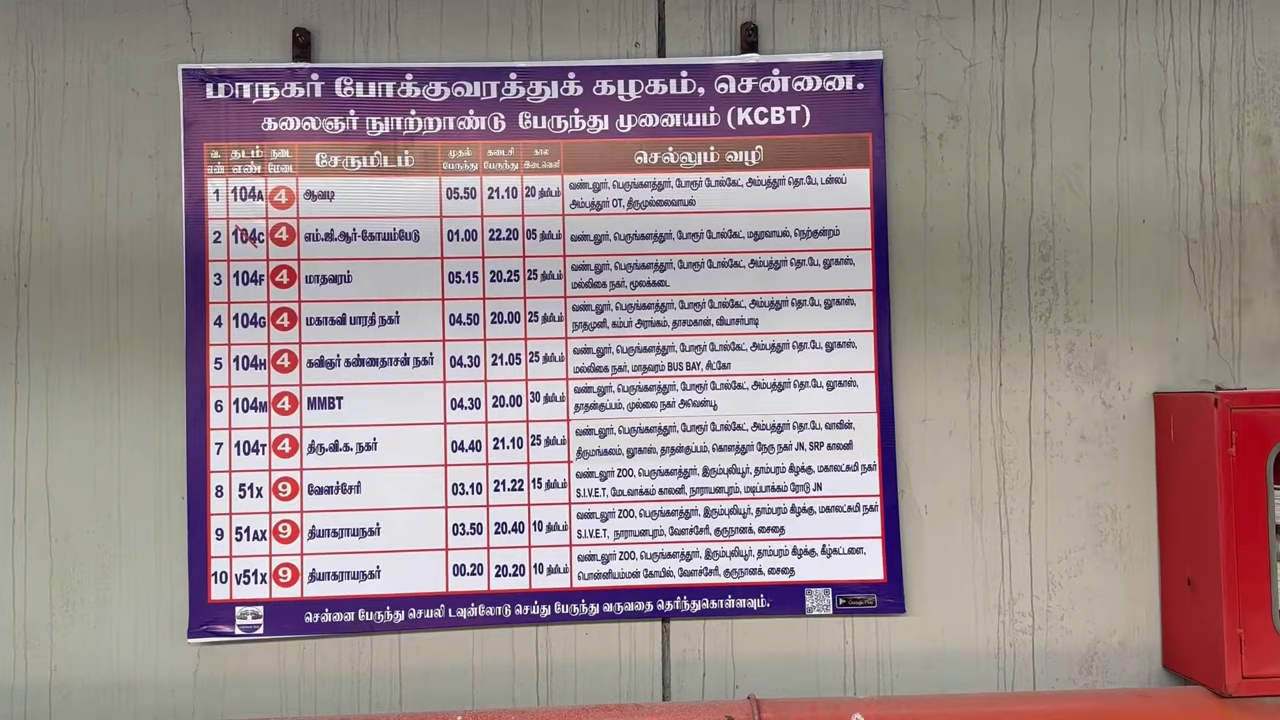 மாநகர் போக்குவரத்துக் கழகம், சென்னை.
கலைஞர் நூற்றாண்டு பேருந்து முனையம் (KCBT)
வ. எண் தடம் எண் நடை மேடை சேருமிடம் முதல் பேருந்து கடைசி பேருந்து கால இடைவெளி செல்லும் வழி
1 104A 4 ஆவடி 05.50 21.10 20 நிமிடம் வண்டலூர், பெருங்களத்தூர், போரூர் டோல்கேட், அம்பத்தூர் தொ.பே, டன்லப்
அம்பத்தூர் OT, திருமுல்லைவாயல்
2 104C 4 எம்.ஜி.ஆர்-கோயம்பேடு 01.00 22.20 05 நிமிடம் வண்டலூர், பெருங்களத்தூர், போரூர் டோல்கேட், மதுரவாயல், நெற்குன்றம்
3 104F 4 மாதவரம் 05.15 20.25 25 நிமிடம் வண்டலூர், பெருங்களத்தூர், போரூர் டோல்கேட், அம்பத்தூர் தொ.பே, லூகாஸ்,
மல்லிகை நகர், மூலக்கடை
4 104G 4 மகாகவி பாரதி நகர் 04.50 20.00 25 நிமிடம் வண்டலூர், பெருங்களத்தூர், போரூர் டோல்கேட், அம்பத்தூர் தொ.பே, லூகாஸ்,
நாதமுனி, கம்பர் அரங்கம், தாசமகான், வியாசர்பாடி
5 104H 4 கவிஞர் கண்ணதாசன் நகர் 04.30 21.05 25 நிமிடம் வண்டலூர், பெருங்களத்தூர், போரூர் டோல்கேட், அம்பத்தூர் தொ.பே, லூகாஸ்,
மல்லிகை நகர், மாதவரம் BUS BAY, சிட்கோ
6 104M 4 MMBT 04.30 20.00 30 நிமிடம் வண்டலூர், பெருங்களத்தூர், போரூர் டோல்கேட், அம்பத்தூர் தொ.பே, லூகாஸ்,
தாதன்குப்பம், முல்லை நகர் அவென்யூ
7 104T 4 திரு.வி.க. நகர் 04.40 21.10 25 நிமிடம் வண்டலூர், பெருங்களத்தூர், போரூர் டோல்கேட், அம்பத்தூர் தொ.பே, வாவின்,
திருமங்கலம், லூகாஸ், தாதன்குப்பம், கொளத்தூர் நேரு நகர் JN, SRP காலனி
8 51X 9 வேளச்சேரி 03.10 21.22 15 நிமிடம் வண்டலூர் ZOO, பெருங்களத்தூர், இரும்புலியூர், தாம்பரம் கிழக்கு, மகாலட்சுமி நகர்
S.I.V.E.T, மேடவாக்கம் காலனி, நாராயணபுரம், மடிப்பாக்கம் ரோடு JN
9 51AX 9 தியாகராயநகர் 03.50 20.40 10 நிமிடம் வண்டலூர் ZOO, பெருங்களத்தூர், இரும்புலியூர், தாம்பரம் கிழக்கு, மகாலட்சுமி நகர்
S.I.V.E.T, நாராயணபுரம், வேளச்சேரி, குருநானக், சைதை
10 V51X 9 தியாகராயநகர் 00.20 20.20 10 நிமிடம் வண்டலூர் ZOO, பெருங்களத்தூர், இரும்புலியூர், தாம்பரம் கிழக்கு, கீழ்கட்டளை,
பொன்னியம்மன் கோயில், வேளச்சேரி, குருநானக், சைதை
சென்னை பேருந்து செயலி டவுன்லோடு செய்து பேருந்து வருவதை தெரிந்துகொள்ளவும். Google Play